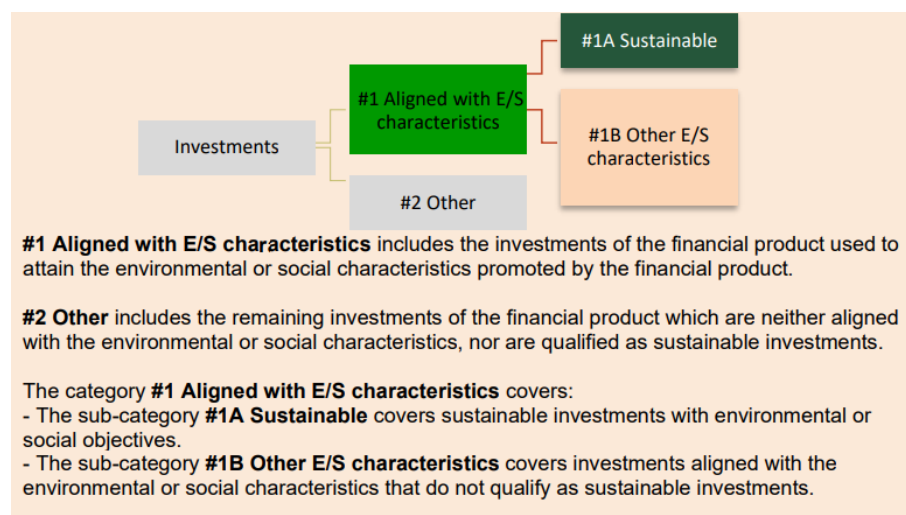 #1A Sustainable
#1 Aligned with E/S
characteristics
#1B Other E/S
characteristics
Investments
#2 Other
#1 Aligned with E/S characteristics includes the investments of the financial product used to
attain the environmental or social characteristics promoted by the financial product.
#2 Other includes the remaining investments of the financial product which are neither aligned
with the environmental or social characteristics, nor are qualified as sustainable investments.
The category #1 Aligned with E/S characteristics covers:
- The sub-category #1A Sustainable covers sustainable investments with environmental or
social objectives.
- The sub-category #1B Other E/S characteristics covers investments aligned with the
environmental or social characteristics that do not qualify as sustainable investments.